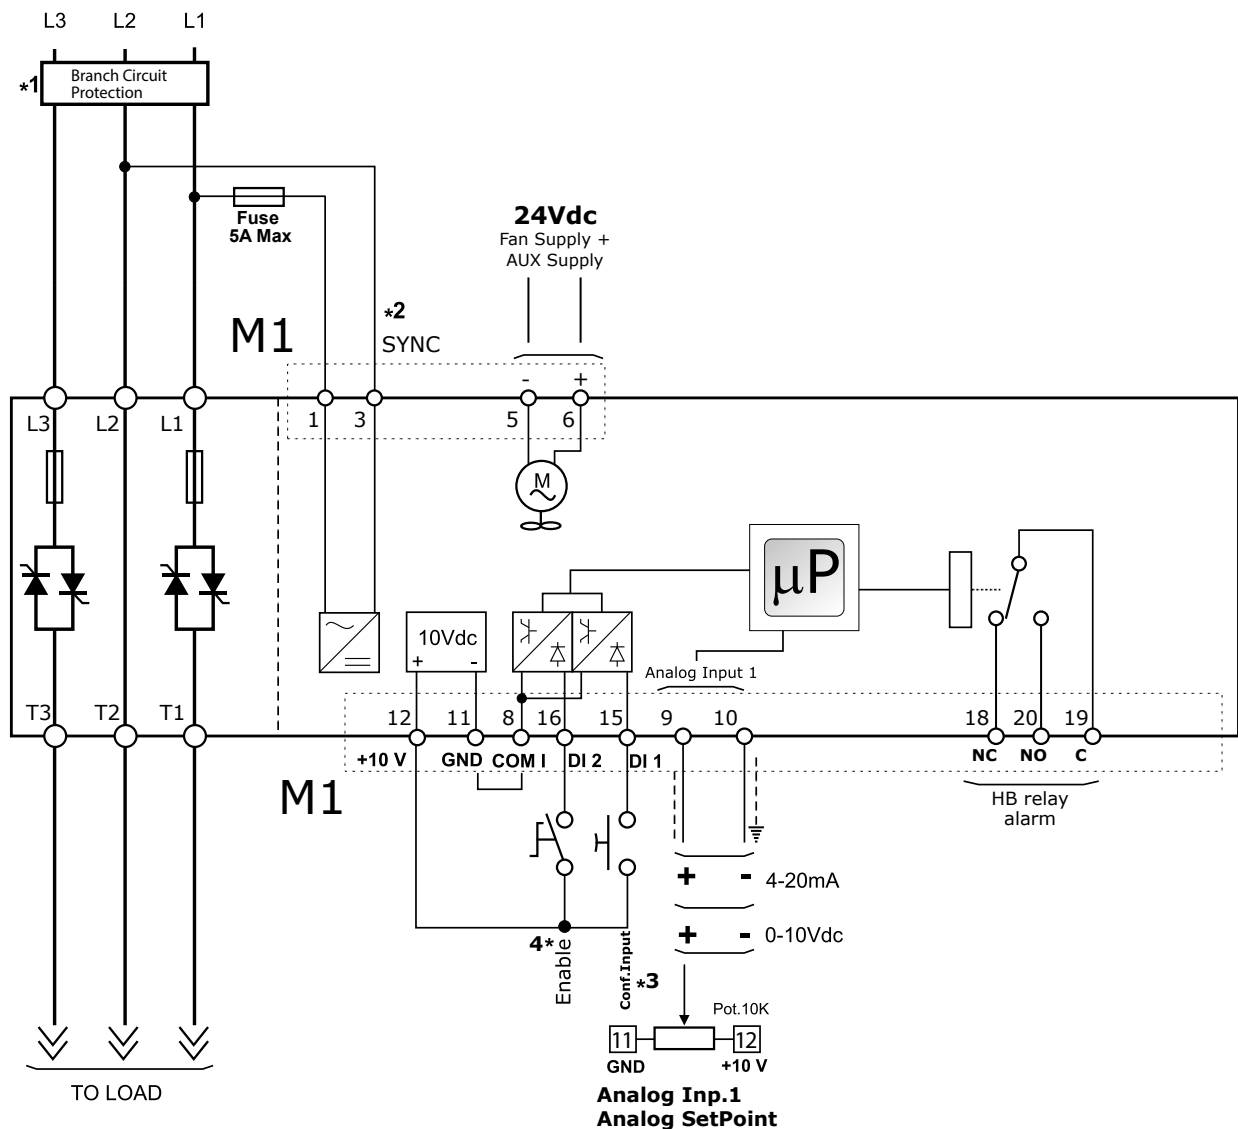 L3 L2 L1
*1 Branch Circuit
Protection
Fuse
5A Max
24Vdc
Fan Supply +
AUX Supply
*2
SYNC
M1
- +
L3 L2 L1 1 3 5 6
M
µP
10Vdc
+ -
Analog Input 1
T3 T2 T1 12 11 8 16 15 9 10 18 20 19
+10 V GND COM I DI 2 DI 1 NC NO C
M1
HB relay
alarm
+ - 4-20mA
+ - 0-10Vdc
4*
Enable
Conf.Input
*3
Pot.10K
11 12
GND +10 V
TO LOAD
Analog Inp.1
Analog SetPoint